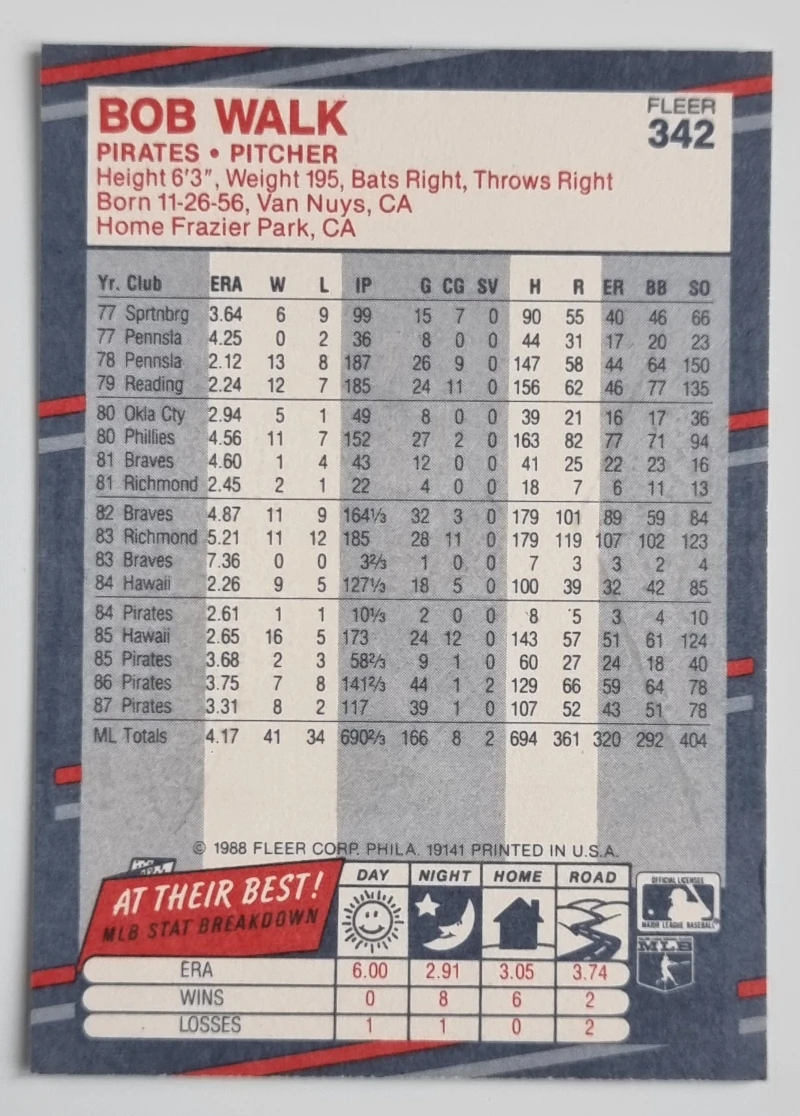 BOB WALK
FLEER
342
PIRATES • PITCHER
Height 6'3", Weight 195, Bats Right, Throws Right
Born 11-26-56, Van Nuys, CA
Home Frazier Park, CA
Yr. Club ERA W L IP G CG SV H R ER BB SO
77 Sprtnbrg 3.64 6 9 99 15 7 0 90 55 40 46 66
77 Pennsla 4.25 0 2 36 8 0 0 44 31 17 20 23
78 Pennsla 2.12 13 8 187 26 9 0 147 58 44 64 150
79 Reading 2.24 12 7 185 24 11 0 156 62 46 77 135
80 Okla Cty 2.94 5 1 49 8 0 0 39 21 16 17 36
80 Phillies 4.56 11 7 152 27 2 0 163 82 77 71 94
81 Braves 4.60 1 4 43 12 0 0 41 25 22 23 16
81 Richmond 2.45 2 1 22 4 0 0 18 7 6 11 13
82 Braves 4.87 11 9 164⅓ 32 3 0 179 101 89 59 84
83 Richmond 5.21 11 12 185 28 11 0 179 119 107 102 123
83 Braves 7.36 0 0 3⅔ 1 0 0 7 3 3 2 4
84 Hawaii 2.26 9 5 127⅓ 18 5 0 100 39 32 42 85
84 Pirates 2.61 1 1 10⅓ 2 0 0 8 5 3 4 10
85 Hawaii 2.65 16 5 173 24 12 0 143 57 51 61 124
85 Pirates 3.68 2 3 58⅔ 9 1 0 60 27 24 18 40
86 Pirates 3.75 7 8 141⅔ 44 1 2 129 66 59 64 78
87 Pirates 3.31 8 2 117 39 1 0 107 52 43 51 78
ML Totals 4.17 41 34 690⅔ 166 8 2 694 361 320 292 404
© 1988 FLEER CORP. PHILA. 19141 PRINTED IN U.S.A.
AT THEIR BEST!
MLB STAT BREAKDOWN
DAY NIGHT HOME ROAD
ERA 6.00 2.91 3.05 3.74
WINS 0 8 6 2
LOSSES 1 1 0 2
OFFICIAL LICENSEE
MAJOR LEAGUE BASEBALL
MLB